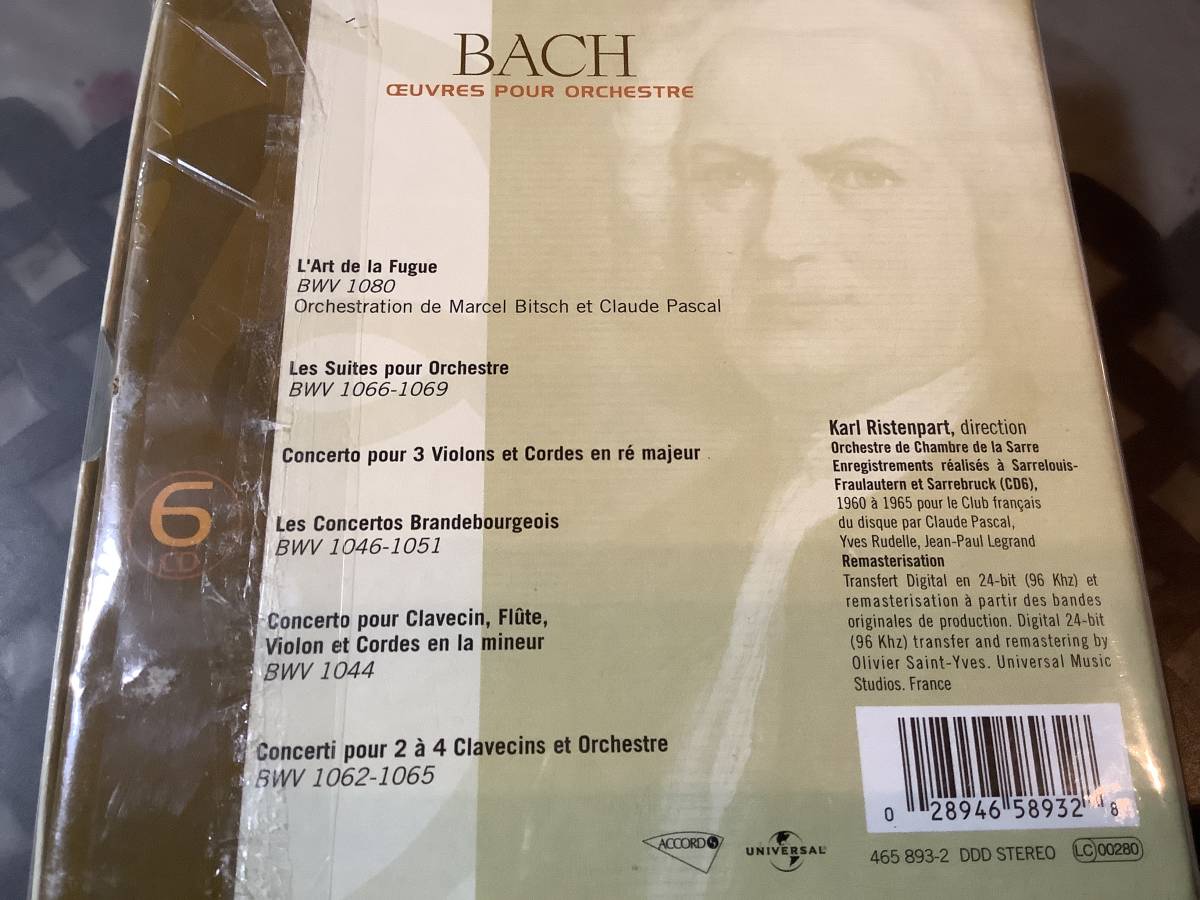 BACH
ŒUVRES POUR ORCHESTRE
L'Art de la Fugue
BWV 1080
Orchestration de Marcel Bitsch et Claude Pascal
Les Suites pour Orchestre
BWV 1066-1069
Concerto pour 3 Violons et Cordes en ré majeur
Les Concertos Brandebourgeois
BWV 1046-1051
Concerto pour Clavecin, Flûte,
Violon et Cordes en la mineur
BWV 1044
Concerti pour 2 à 4 Clavecins et Orchestre
BWV 1062-1065
6
CD
Karl Ristenpart, direction
Orchestre de Chambre de la Sarre
Enregistrements réalisés à Sarrelouis-
Fraulautern et Sarrebruck (CD6),
1960 à 1965 pour le Club français
du disque par Claude Pascal,
Yves Rudelle, Jean-Paul Legrand
Remasterisation
Transfert Digital en 24-bit (96 Khz) et
remasterisation à partir des bandes
originales de production. Digital 24-bit
(96 Khz) transfer and remastering by
Olivier Saint-Yves. Universal Music
Studios. France
0 28946 58932 8
ACCORD
UNIVERSAL
465 893-2 DDD STEREO LC 00280